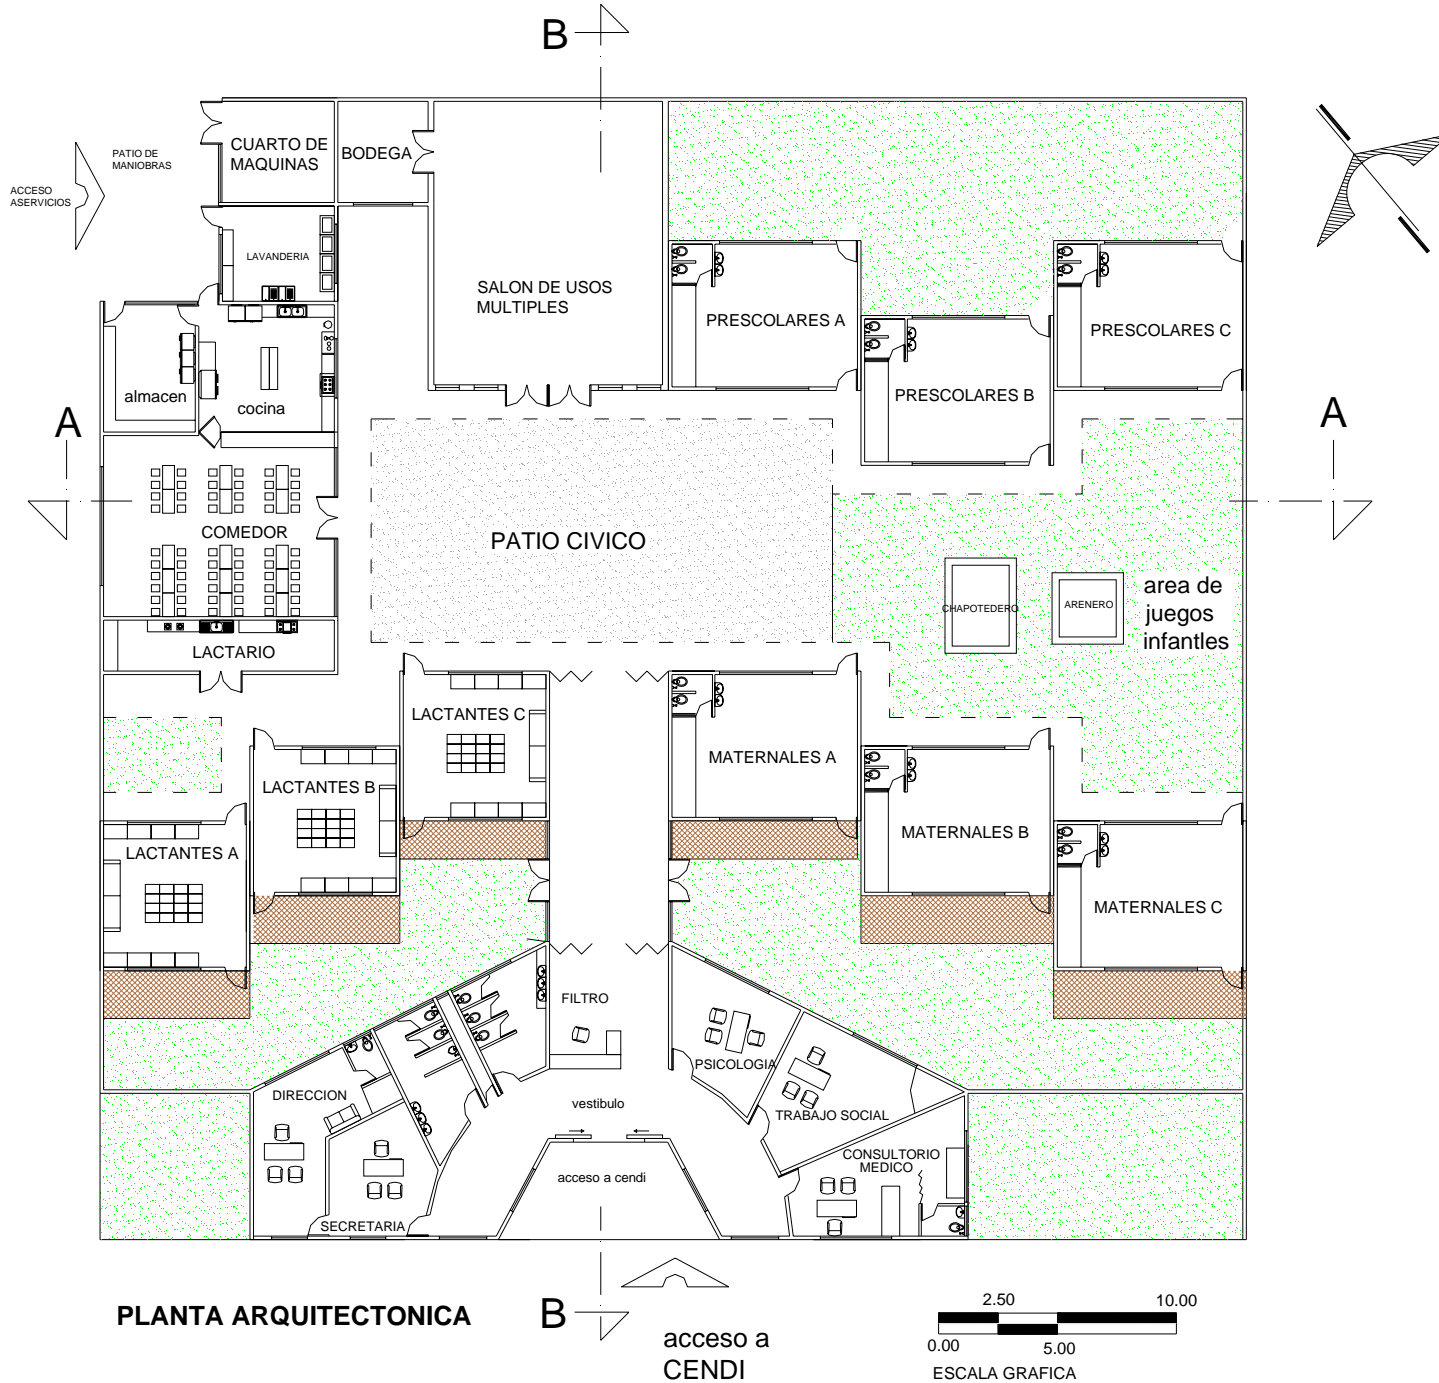 B
PATIO DE
MANIOBRAS
ACCESO
ASERVICIOS
CUARTO DE
MAQUINAS
BODEGA
LAVANDERIA
SALON DE USOS
MULTIPLES
PRESCOLARES A
PRESCOLARES B
PRESCOLARES C
almacen
cocina
A
A
COMEDOR
PATIO CIVICO
CHAPOTEDERO
ARENERO
area de
juegos
infantles
LACTARIO
LACTANTES C
LACTANTES B
LACTANTES A
MATERNALES A
MATERNALES B
MATERNALES C
FILTRO
PSICOLOGIA
DIRECCION
vestibulo
TRABAJO SOCIAL
CONSULTORIO
MEDICO
acceso a cendi
SECRETARIA
PLANTA ARQUITECTONICA
B
acceso a
CENDI
2.50
10.00
0.00
5.00
ESCALA GRAFICA